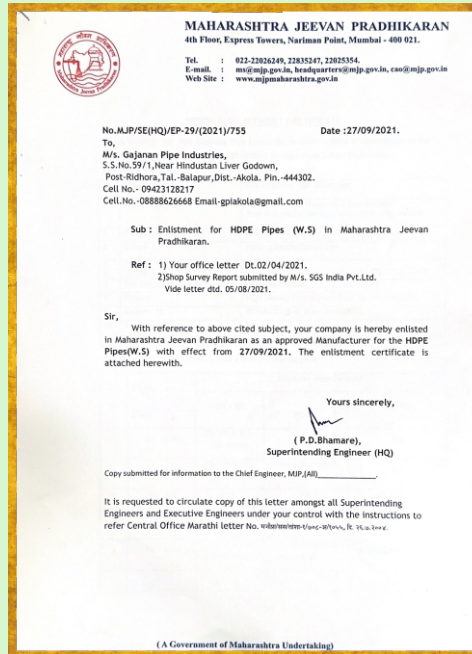 MAHARASHTRA JEEVAN PRADHIKARAN
4th Floor, Express Towers, Nariman Point, Mumbai - 400 021.
Tel. : 022-22026249, 22835247, 22025354.
E-mail. : ms@mjp.gov.in, headquarters@mjp.gov.in, cao@mjp.gov.in
Web Site : www.mjpmaharashtra.gov.in
No.MJP/SE(HQ)/EP-29/(2021)/755 Date :27/09/2021.
To,
M/s. Gajanan Pipe Industries,
S.S.No.59/1,Near Hindustan Liver Godown,
Post-Ridhora,Tal.-Balapur,Dist.-Akola. Pin.-444302.
Cell No.- 09423128217
Cell.No.-08888626668 Email-gpiakola@gmail.com
Sub : Enlistment for HDPE Pipes (W.S) in Maharashtra Jeevan
Pradhikaran.
Ref : 1) Your office letter Dt.02/04/2021.
2)Shop Survey Report submitted by M/s. SGS India Pvt.Ltd.
Vide letter dtd. 05/08/2021.
Sir,
With reference to above cited subject, your company is hereby enlisted
in Maharashtra Jeevan Pradhikaran as an approved Manufacturer for the HDPE
Pipes(W.S) with effect from 27/09/2021. The enlistment certificate is
attached herewith.
Yours sincerely,
( P.D.Bhamare),
Superintending Engineer (HQ)
Copy submitted for information to the Chief Engineer, MJP,(All)
It is requested to circulate copy of this letter amongst all Superintending
Engineers and Executive Engineers under your control with the instructions to
refer Central Office Marathi letter No.
( A Government of Maharashtra Undertaking)